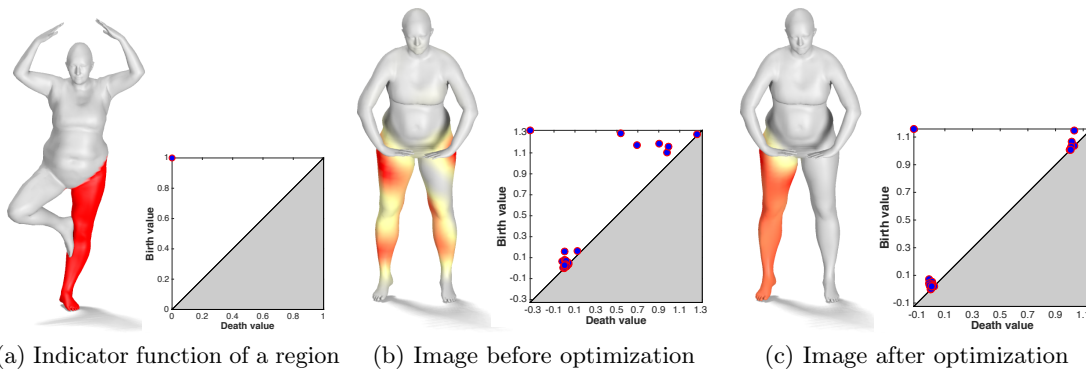 1
0.8
0.6
0.4
0.2
0
0 0.2 0.4 0.6 0.8 1
Birth value
Death value
1.3
1.1
0.9
0.7
0.5
0.3
0.1
-0.1
-0.3
-0.3 -0.1 0.1 0.3 0.5 0.7 0.9 1.1 1.3
Birth value
Death value
1.1
0.9
0.7
0.5
0.3
0.1
-0.1
-0.1 0.1 0.3 0.5 0.7 0.9 1.1
Birth value
Death value
(a) Indicator function of a region
(b) Image before optimization
(c) Image after optimization